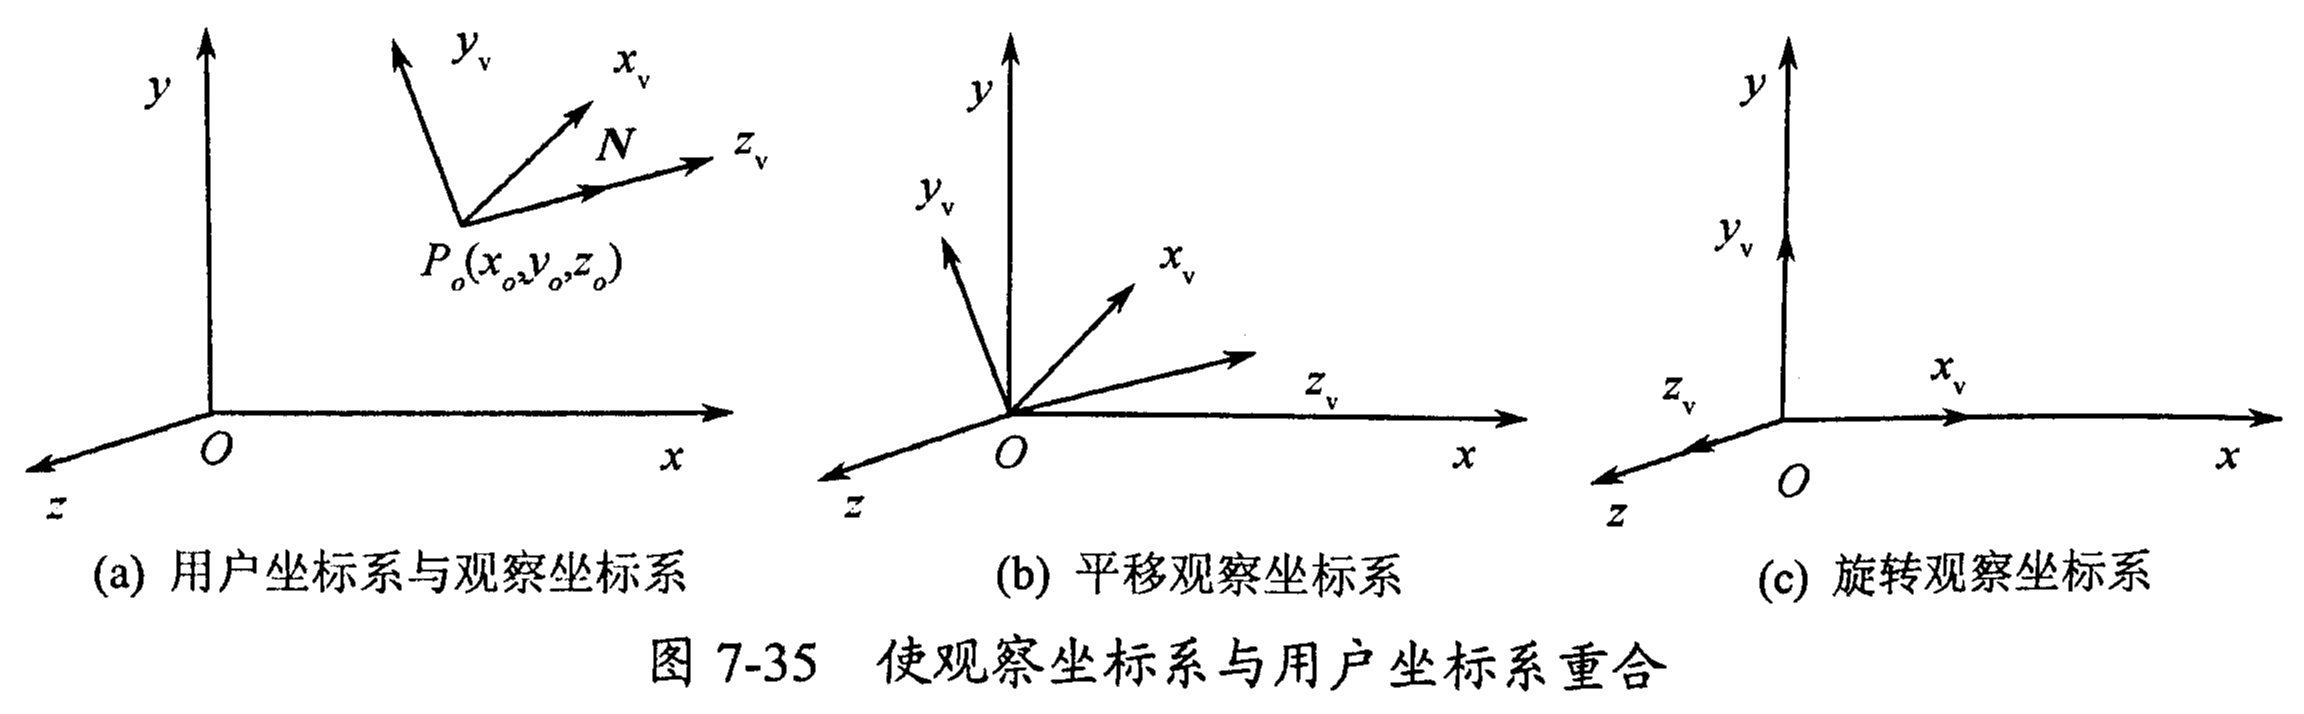 y
y_v
x_v
N
z_v
P_o(x_o,y_o,z_o)
O
x
z
y
y_v
x_v
z_v
O
x
z
y
y_v
x_v
z_v
O
x
z
(a) 用户坐标系与观察坐标系
(b) 平移观察坐标系
(c) 旋转观察坐标系
图 7-35 使观察坐标系与用户坐标系重合